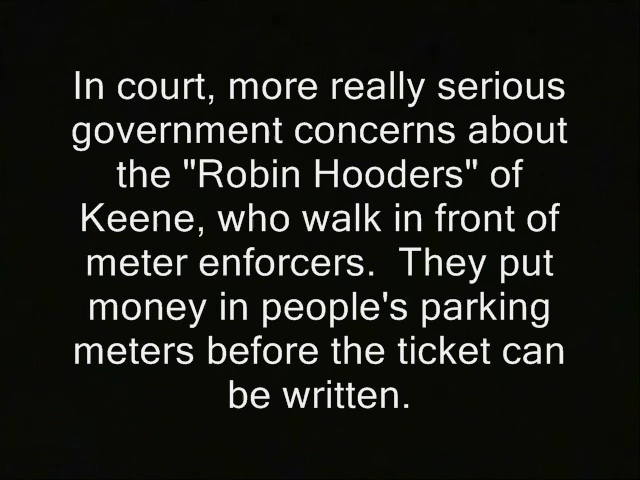 In court, more really serious
government concerns about
the "Robin Hooders" of
Keene, who walk in front of
meter enforcers.  They put
money in people's parking
meters before the ticket can
be written.